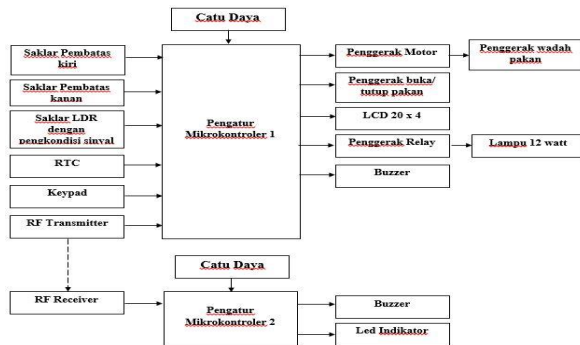 Catu Daya
Saklar Pembatas
kiri
Saklar Pembatas
kanan
Saklar LDR
dengan
pengkondisi sinyal
RTC
Keypad
RF Transmitter
Pengatur
Mikrokontroler 1
Penggerak Motor
Penggerak wadah
pakan
Penggerak buka/
tutup pakan
LCD 20 x 4
Penggerak Relay
Lampu 12 watt
Buzzer
Catu Daya
RF Receiver
Pengatur
Mikrokontroler 2
Buzzer
Led Indikator